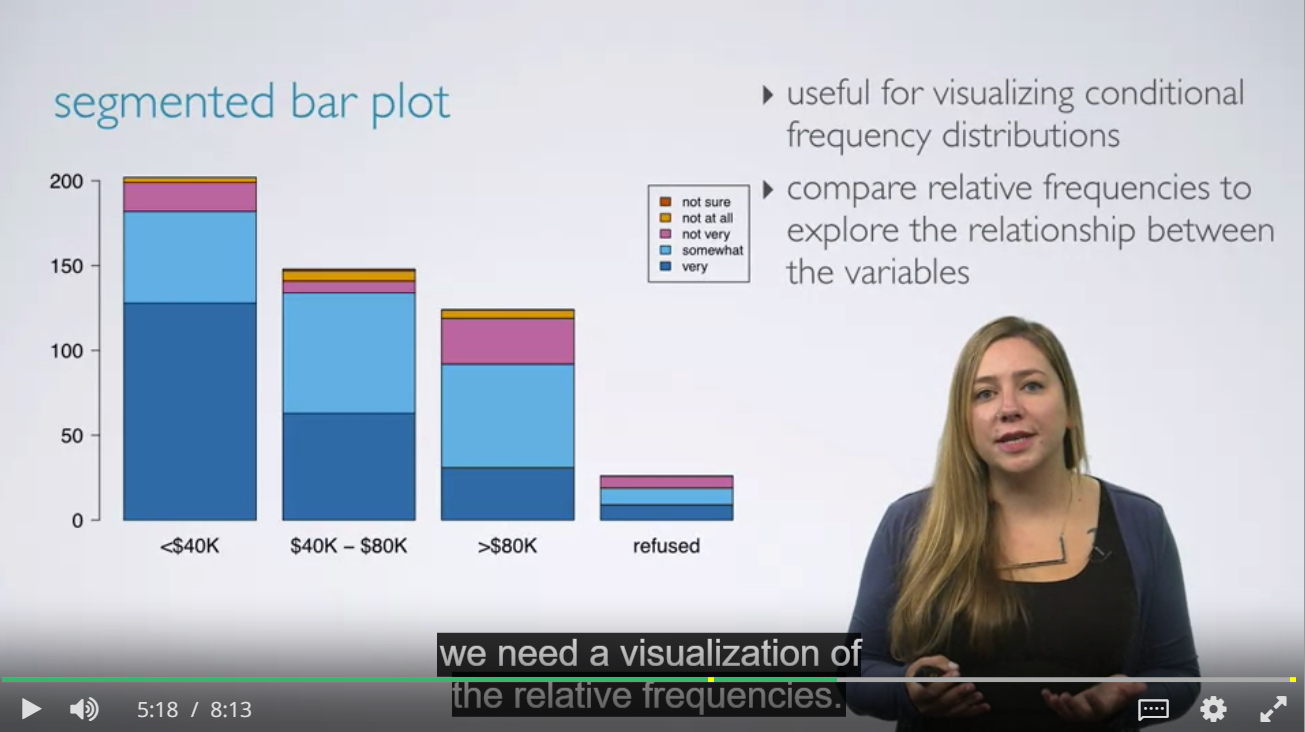 segmented bar plot
useful for visualizing conditional
frequency distributions
compare relative frequencies to
explore the relationship between
the variables
200
150
100
50
0
not sure
not at all
not very
somewhat
very
<$40K
$40K – $80K
>$80K
refused
we need a visualization of
the relative frequencies.
5:18 / 8:13